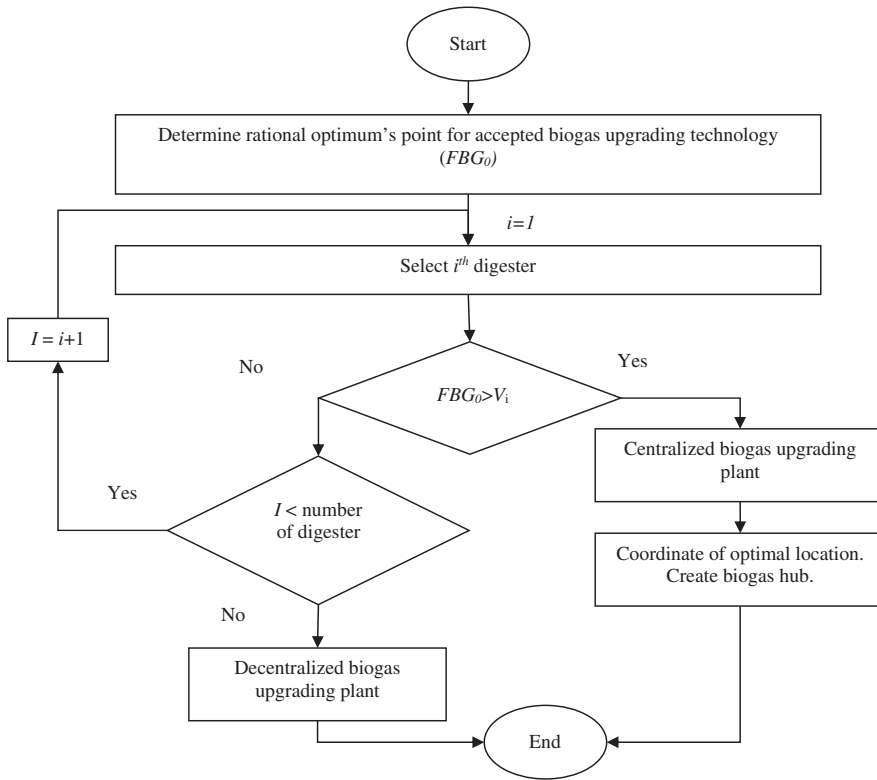 Start
Determine rational optimum's point for accepted biogas upgrading technology
(FBG₀)
i=1
Select iᵗʰ digester
I = i+1
No
Yes
FBG₀>Vᵢ
Centralized biogas upgrading
plant
Yes
I < number
of digester
Coordinate of optimal location.
Create biogas hub.
No
Decentralized biogas
upgrading plant
End